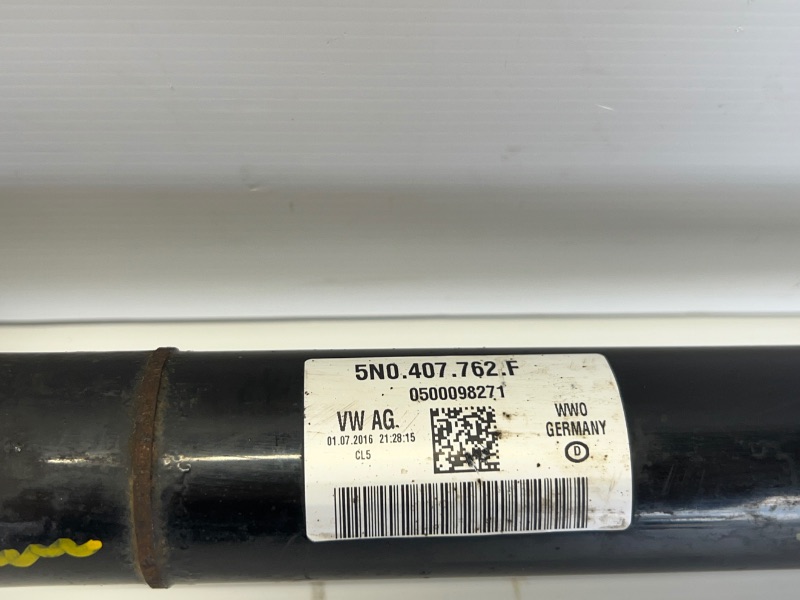 5N0.407.762.F
0500098271
VW AG.
01.07.2016 21:28:15
CL5
WWO
GERMANY
D